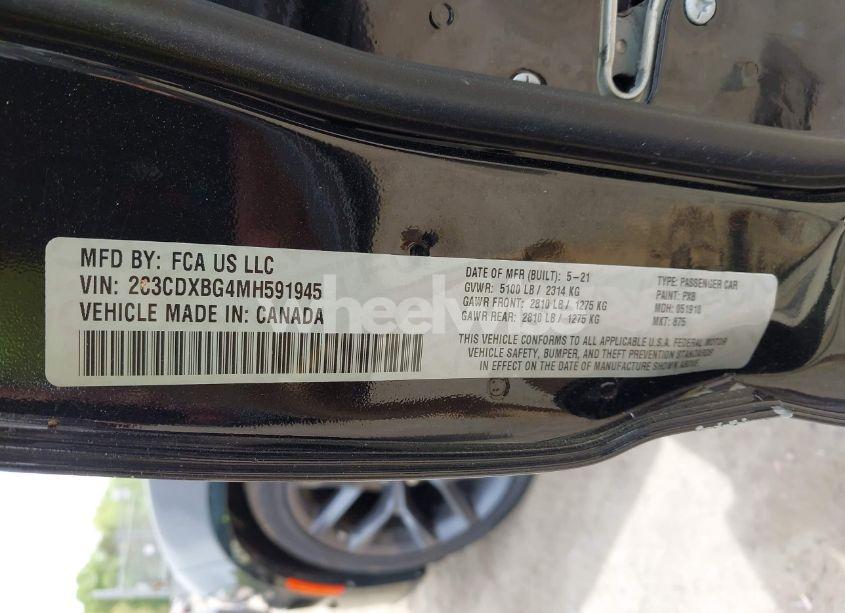 MFD BY: FCA US LLC
VIN: 2C3CDXBG4MH591945
VEHICLE MADE IN: CANADA
DATE OF MFR (BUILT): 5-21
GVWR: 5100 LB / 2314 KG
GAWR FRONT: 2810 LB / 1275 KG
GAWR REAR: 2810 LB / 1275 KG
TYPE: PASSENGER CAR
PAINT: PX8
MDH: 051910
MKT: 875
THIS VEHICLE CONFORMS TO ALL APPLICABLE U.S.A. FEDERAL MOTOR
VEHICLE SAFETY, BUMPER, AND THEFT PREVENTION STANDARDS
IN EFFECT ON THE DATE OF MANUFACTURE SHOWN ABOVE